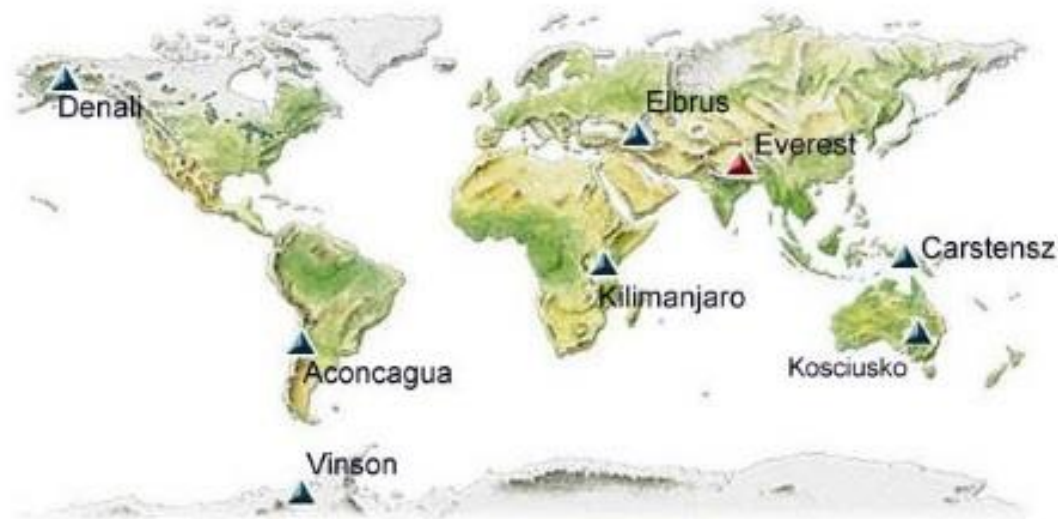 Denali
Elbrus
Everest
Carstensz
Kilimanjaro
Aconcagua
Kosciusko
Vinson